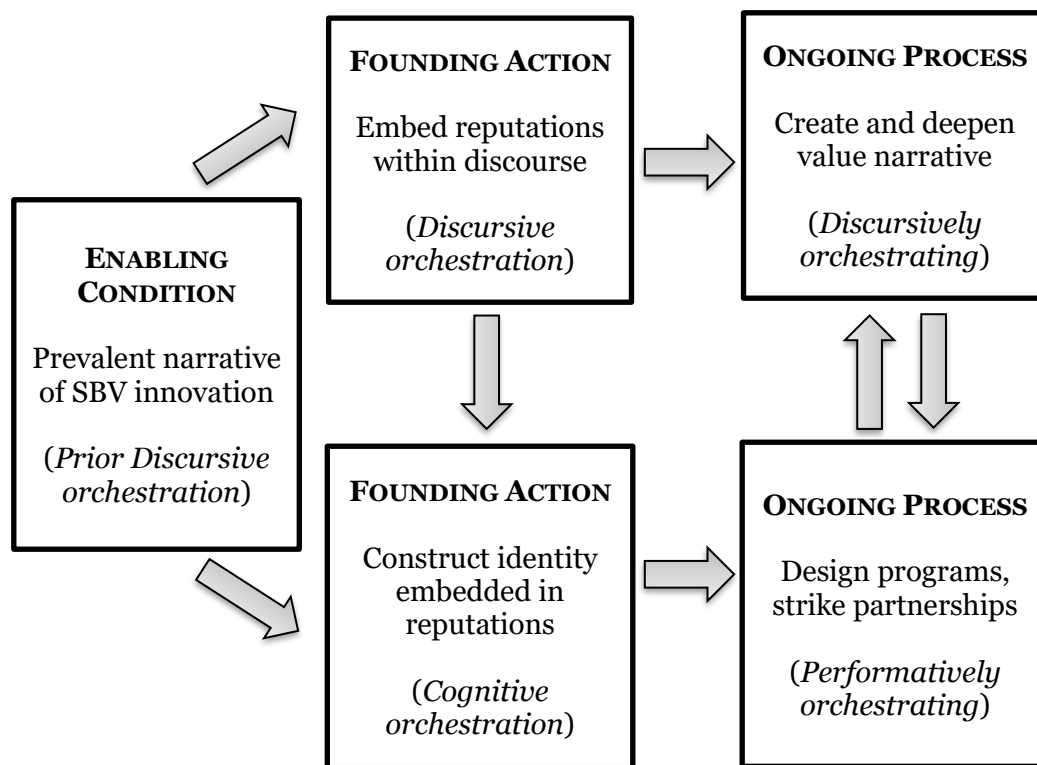 ENABLING
CONDITION
Prevalent narrative
of SBV innovation
(Prior Discursive
orchestration)
FOUNDING ACTION
Embed reputations
within discourse
(Discursive
orchestration)
ONGOING PROCESS
Create and deepen
value narrative
(Discursively
orchestrating)
FOUNDING ACTION
Construct identity
embedded in
reputations
(Cognitive
orchestration)
ONGOING PROCESS
Design programs,
strike partnerships
(Performatively
orchestrating)